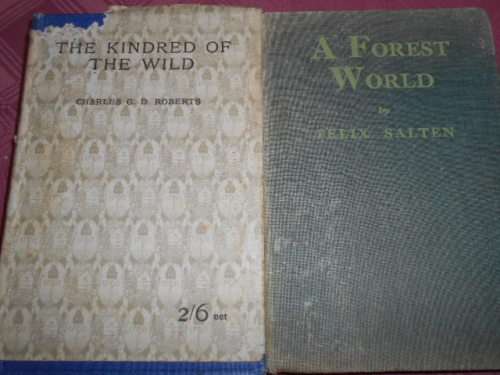 THE KINDRED OF
THE WILD
CHARLES G. D. ROBERTS
2/6 net
A FOREST
WORLD
by
FELIX SALTEN